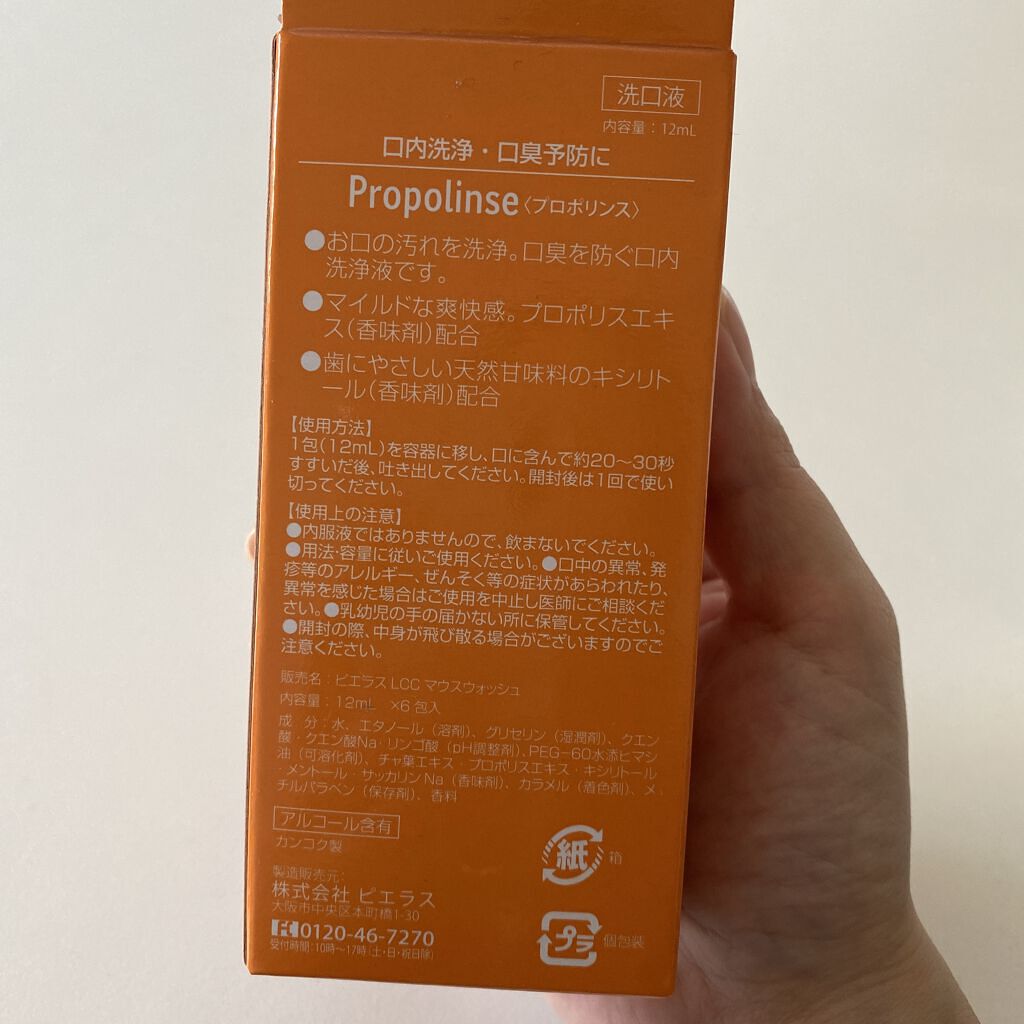 洗口液
内容量：12mL
口内洗浄・口臭予防に
Propolinse〈プロポリンス〉
●お口の汚れを洗浄。口臭を防ぐ口内
洗浄液です。
●マイルドな爽快感。プロポリスエキ
ス(香味剤)配合
●歯にやさしい天然甘味料のキシリト
ール(香味剤)配合
【使用方法】
1包(12mL)を容器に移し、口に含んで約20〜30秒
すすいだ後、吐き出してください。開封後は1回で使い
切ってください。
【使用上の注意】
●内服液ではありませんので、飲まないでください。
●用法・容量に従いご使用ください。●口中の異常、発
疹等のアレルギー、ぜんそく等の症状があらわれたり、
異常を感じた場合はご使用を中止し医師にご相談くだ
さい。●乳幼児の手の届かない所に保管してください。
●開封の際、中身が飛び散る場合がございますのでご
注意ください。
販売名：ピエラス LCC マウスウォッシュ
内容量：12mL ×6包入
成 分：水、エタノール（溶剤）、グリセリン（湿潤剤）、クエン
酸・クエン酸Na・リンゴ酸（pH調整剤）、PEG-60水添ヒマシ
油（可溶化剤）、チャ葉エキス・プロポリスエキス・キシリトール
・メントール・サッカリンNa（香味剤）、カラメル（着色剤）、メ
チルパラベン（保存剤）、香料
アルコール含有
カンコク製
製造販売元：
株式会社 ピエラス
大阪市中央区本町橋1-30
0120-46-7270
受付時間：10時〜17時（土・日・祝日除）
紙 箱
プラ 個包装